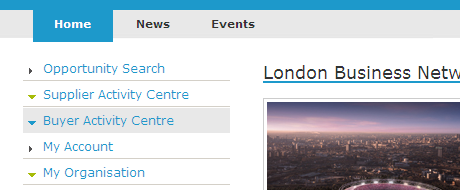 Home News Events
Opportunity Search
Supplier Activity Centre
Buyer Activity Centre
My Account
My Organisation
London Business Netw